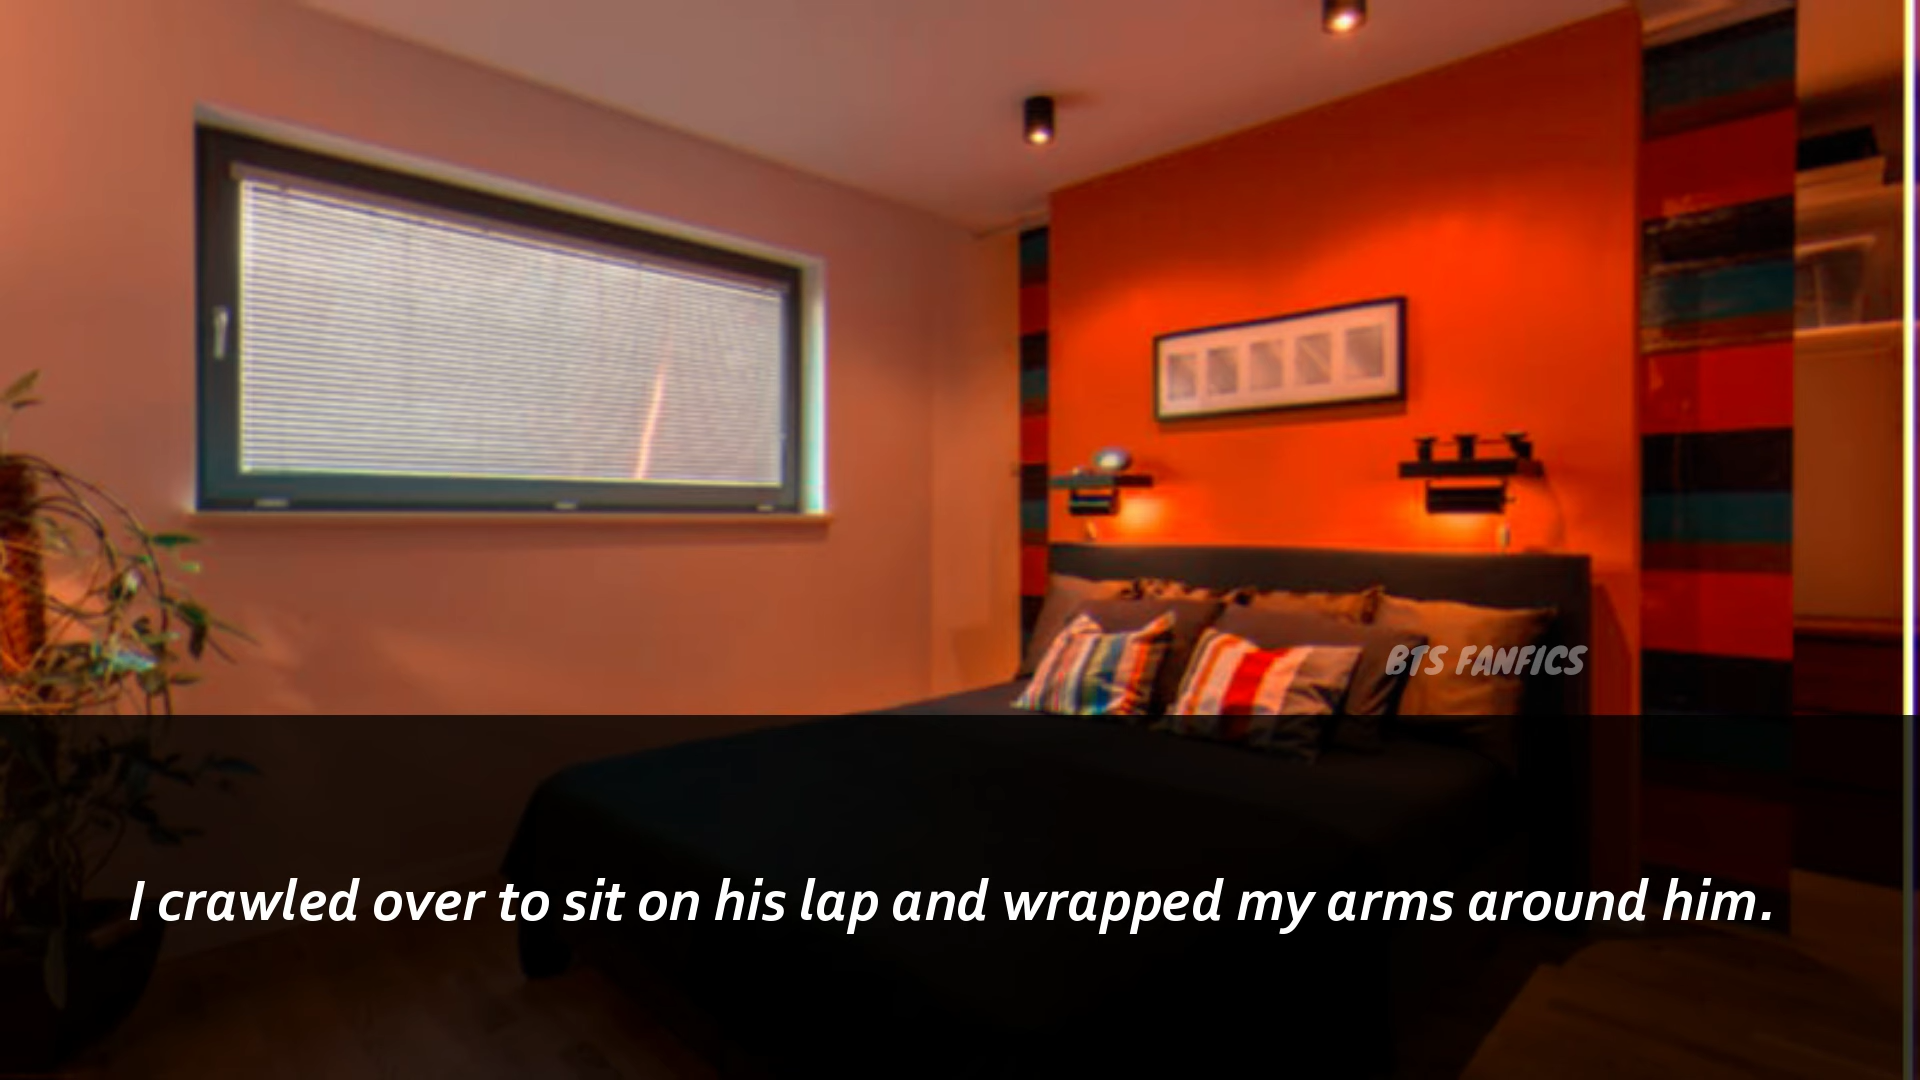 BTS FANFICS
I crawled over to sit on his lap and wrapped my arms around him.